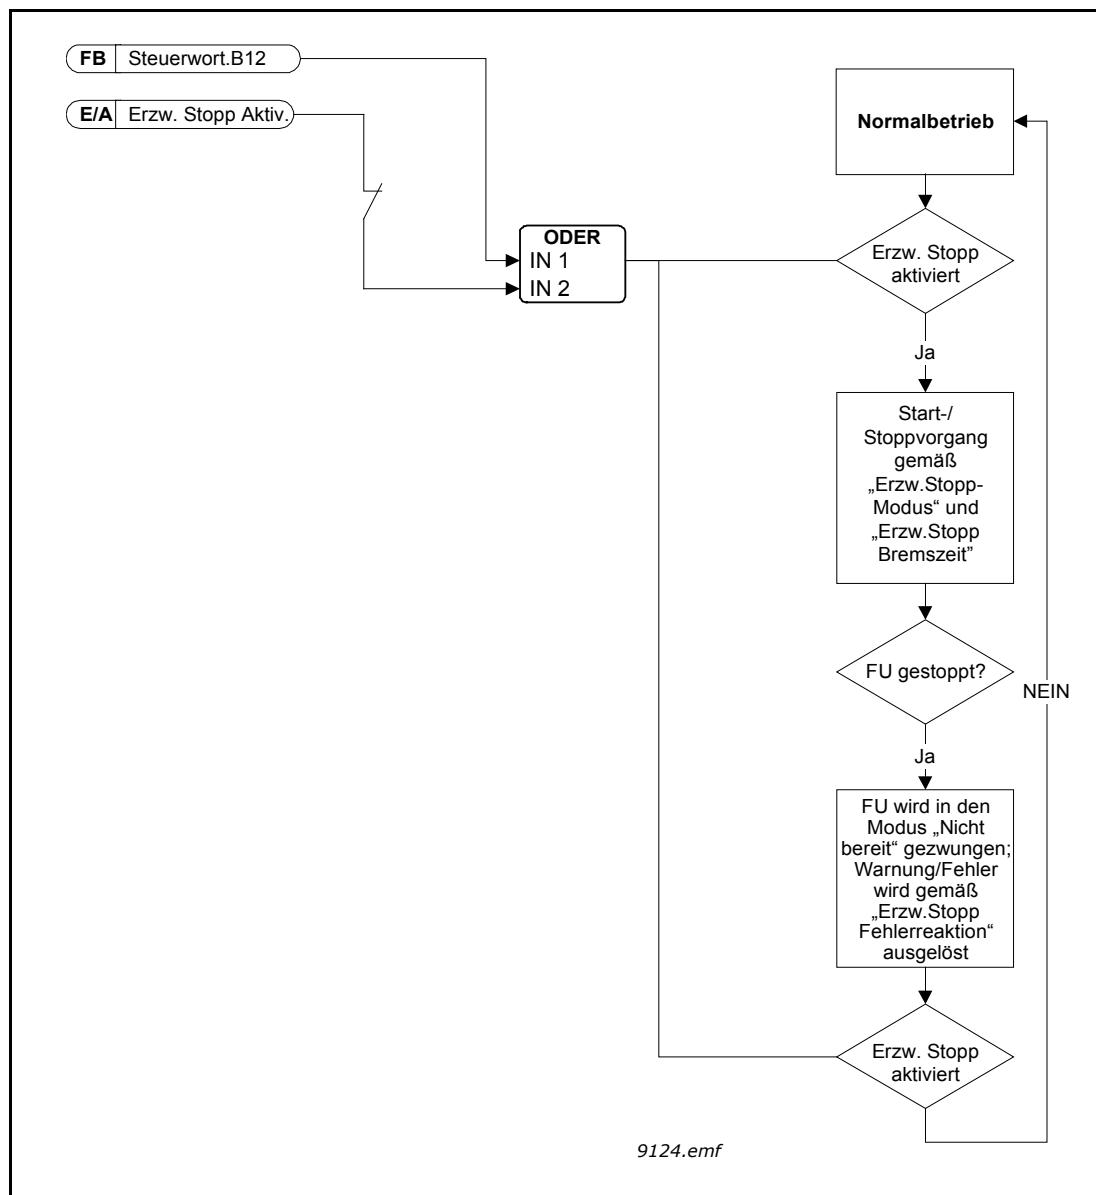 FB Steuerwort.B12
E/A Erzw. Stopp Aktiv.
ODER
IN 1
IN 2
Normalbetrieb
Erzw. Stopp
aktiviert
Ja
Start-/
Stoppvorgang
gemäß
„Erzw.Stopp-
Modus“ und
„Erzw.Stopp
Bremszeit”
FU gestoppt?
NEIN
Ja
FU wird in den
Modus „Nicht
bereit“ gezwungen;
Warnung/Fehler
wird gemäß
„Erzw.Stopp
Fehlerreaktion“
ausgelöst
Erzw. Stopp
aktiviert
9124.emf